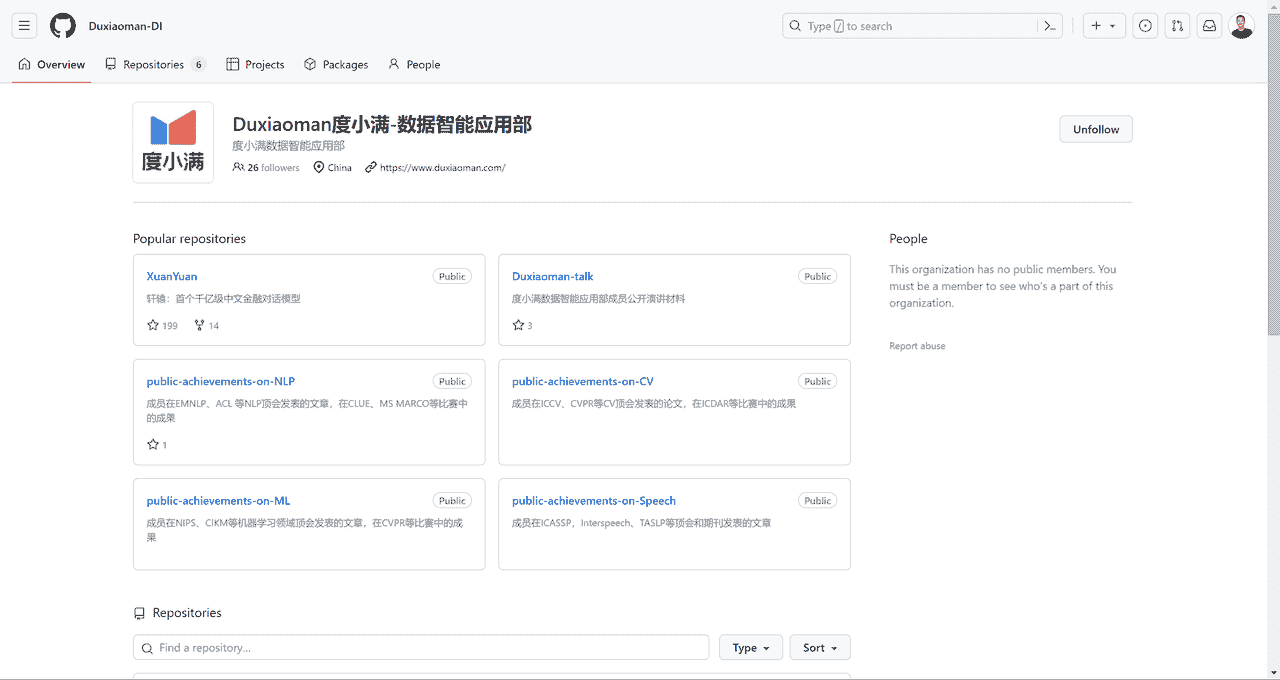 Duxiaoman-DI
Type / to search
Overview
Repositories 6
Projects
Packages
People
度小满
Duxiaoman度小满-数据智能应用部
度小满数据智能应用部
26 followers
China
https://www.duxiaoman.com/
Unfollow
Popular repositories
XuanYuan
Public
轩辕：首个千亿级中文金融对话模型
199
14
Duxiaoman-talk
Public
度小满数据智能应用部成员公开演讲材料
3
public-achievements-on-NLP
Public
成员在EMNLP、ACL 等NLP顶会发表的文章，在CLUE、MS MARCO等比赛中
的成果
1
public-achievements-on-CV
Public
成员在ICCV、CVPR等CV顶会发表的论文，在ICDAR等比赛中的成果
public-achievements-on-ML
Public
成员在NIPS、CIKM等机器学习领域顶会发表的文章，在CVPR等比赛中的成
果
public-achievements-on-Speech
Public
成员在ICASSP，Interspeech、TASLP等顶会和期刊发表的文章
People
This organization has no public members. You
must be a member to see who's a part of this
organization.
Report abuse
Repositories
Find a repository...
Type
Sort